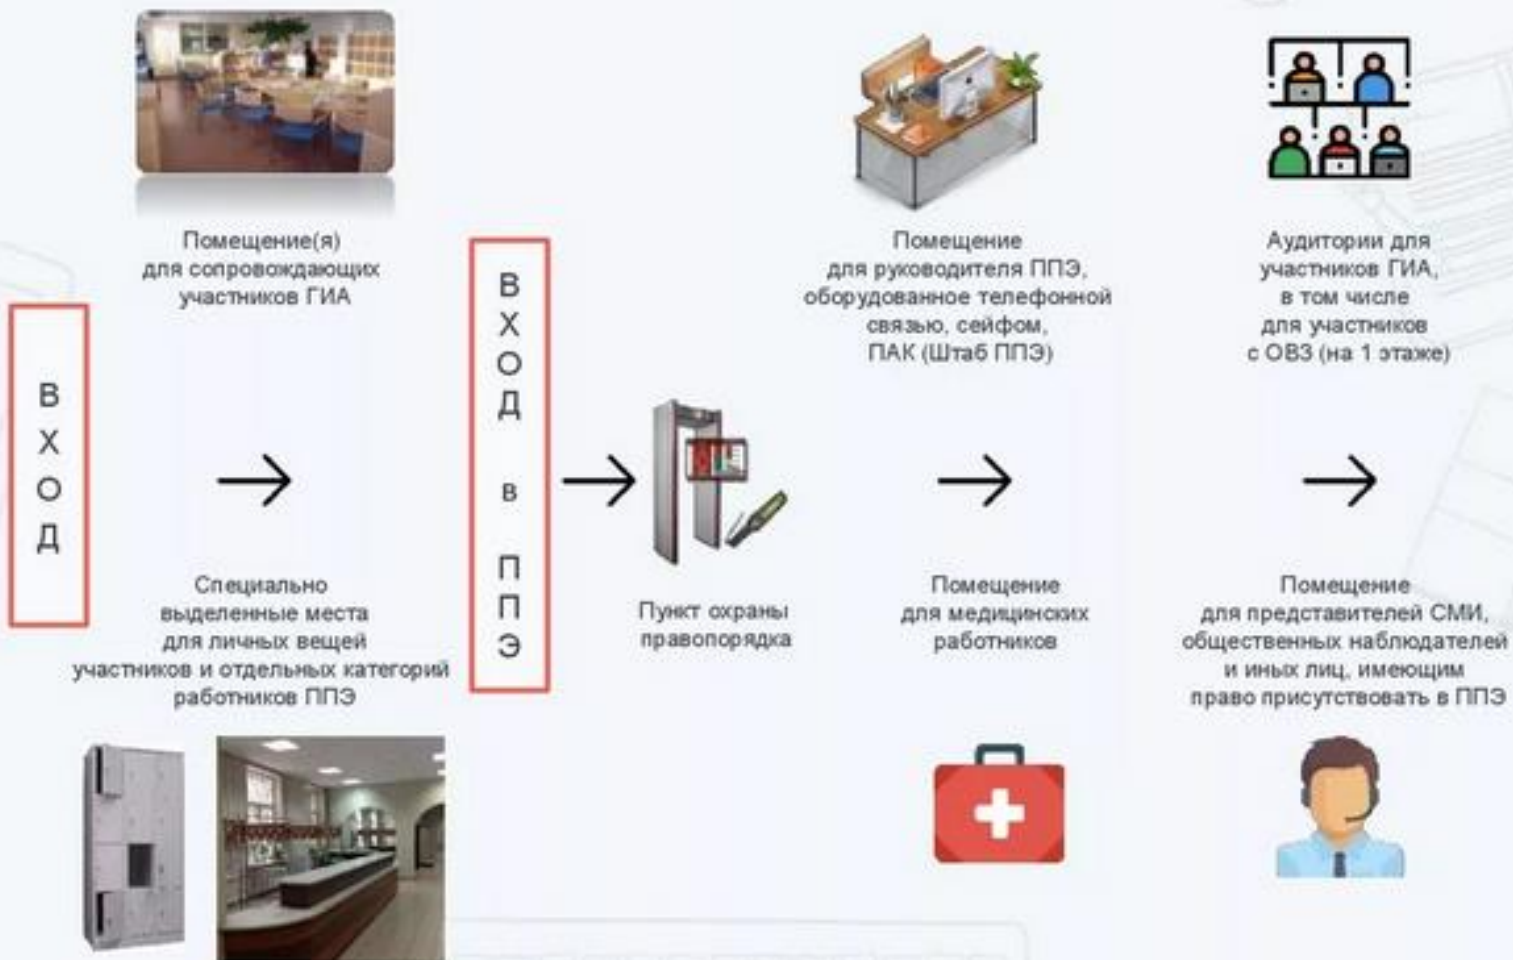 ВХОД
Помещение(я)
для сопровождающих
участников ГИА
Специально
выделенные места
для личных вещей
участников и отдельных категорий
работников ППЭ
ВХОД в ППЭ
Пункт охраны
правопорядка
Помещение
для руководителя ППЭ,
оборудованное телефонной
связью, сейфом,
ПАК (Штаб ППЭ)
Помещение
для медицинских
работников
Аудитории для
участников ГИА,
в том числе
для участников
с ОВЗ (на 1 этаже)
Помещение
для представителей СМИ,
общественных наблюдателей
и иных лиц, имеющим
право присутствовать в ППЭ